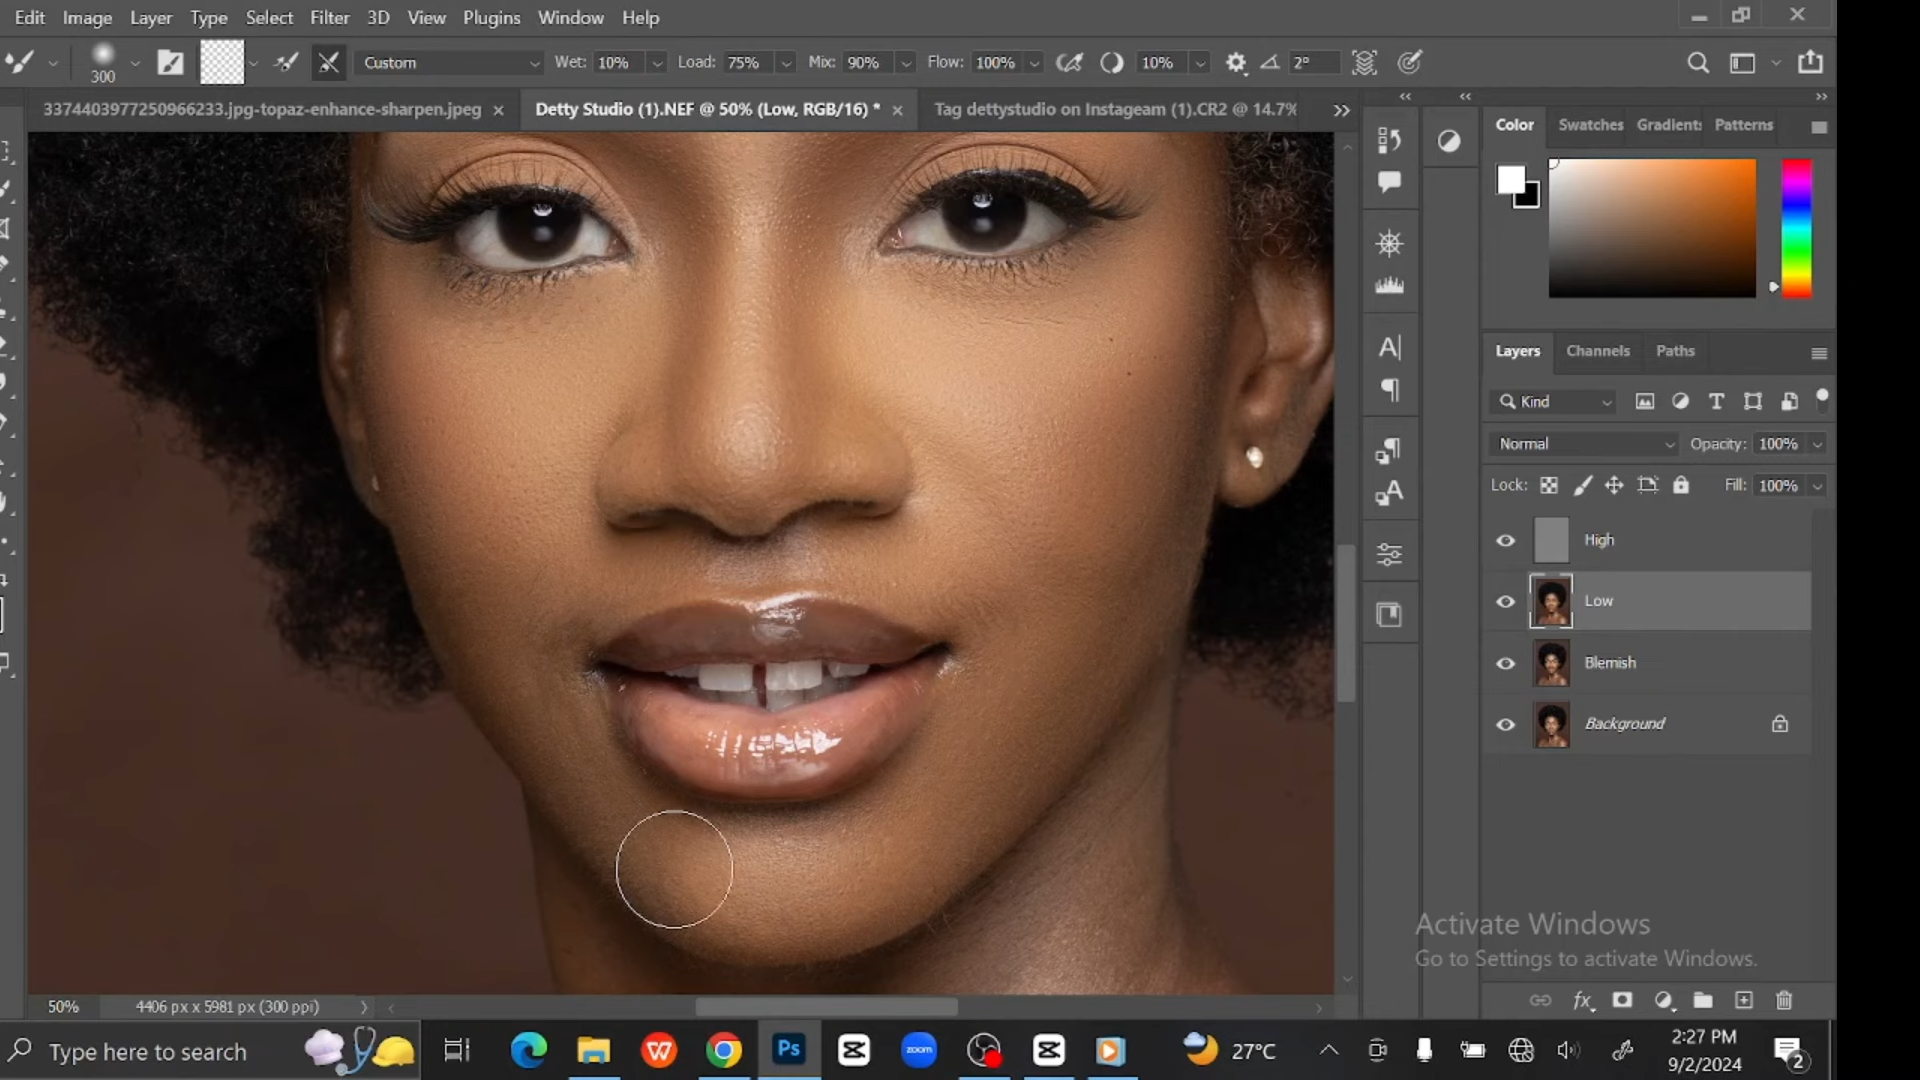 Edit Image Layer Type Select Filter 3D View Plugins Window Help
300 Custom Wet: 10% Load: 75% Mix: 90% Flow: 100% 10% 2°
3374403977250966233.jpg-topaz-enhance-sharpen.jpeg Detty Studio (1).NEF @ 50% (Low, RGB/16) * Tag dettystudio on Instageam (1).CR2 @ 14.7%
Color Swatches Gradients Patterns
Layers Channels Paths
Kind
Normal Opacity: 100%
Lock: Fill: 100%
High
Low
Blemish
Background
Activate Windows
Go to Settings to activate Windows.
50% 4406 px x 5981 px (300 ppi)
Type here to search Ps zoom 27°C 2:27 PM
9/2/2024 2